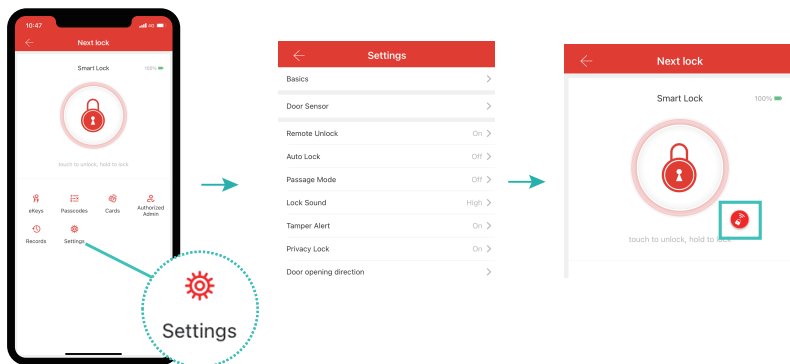 10:47
4G
Next lock
Smart Lock
100%
touch to unlock, hold to lock
eKeys
Passcodes
Cards
Authorized
Admin
Records
Settings
Settings
Settings
Basics
Door Sensor
Remote Unlock On
Auto Lock Off
Passage Mode Off
Lock Sound High
Tamper Alert On
Privacy Lock On
Door opening direction
Next lock
Smart Lock
100%
touch to unlock, hold to lock